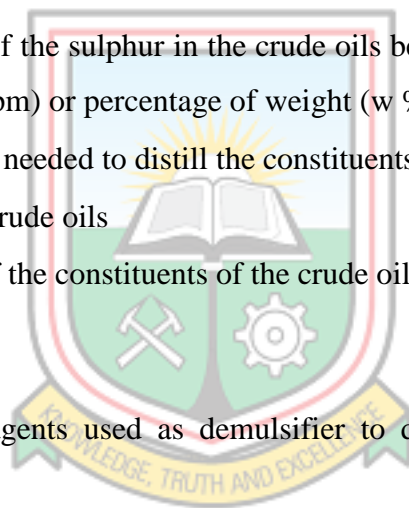 f the sulphur in the crude oils be
om) or percentage of weight (w %
needed to distill the constituents
rude oils
f the constituents of the crude oil
gents used as demulsifier to d
KNOWLEDGE, TRUTH AND EXCELLENCE